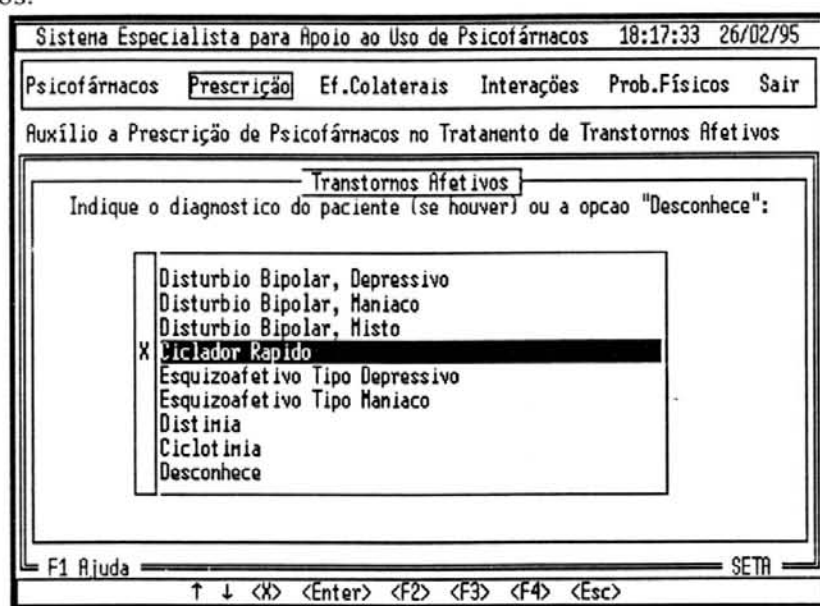 os.
Sistema Especialista para Apoio ao Uso de Psicofármacos 18:17:33 26/02/95
Psicofármacos Prescrição Ef.Colaterais Interações Prob.Físicos Sair
Auxílio a Prescrição de Psicofármacos no Tratamento de Transtornos Afetivos
Transtornos Afetivos
Indique o diagnostico do paciente (se houver) ou a opcao "Desconhece":
Disturbio Bipolar, Depressivo
Disturbio Bipolar, Maniaco
Disturbio Bipolar, Misto
X Ciclador Rapido
Esquizoafetivo Tipo Depressivo
Esquizoafetivo Tipo Maniaco
Distimia
Ciclotimia
Desconhece
F1 Ajuda SETA
↑ ↓ <X> <Enter> <F2> <F3> <F4> <Esc>